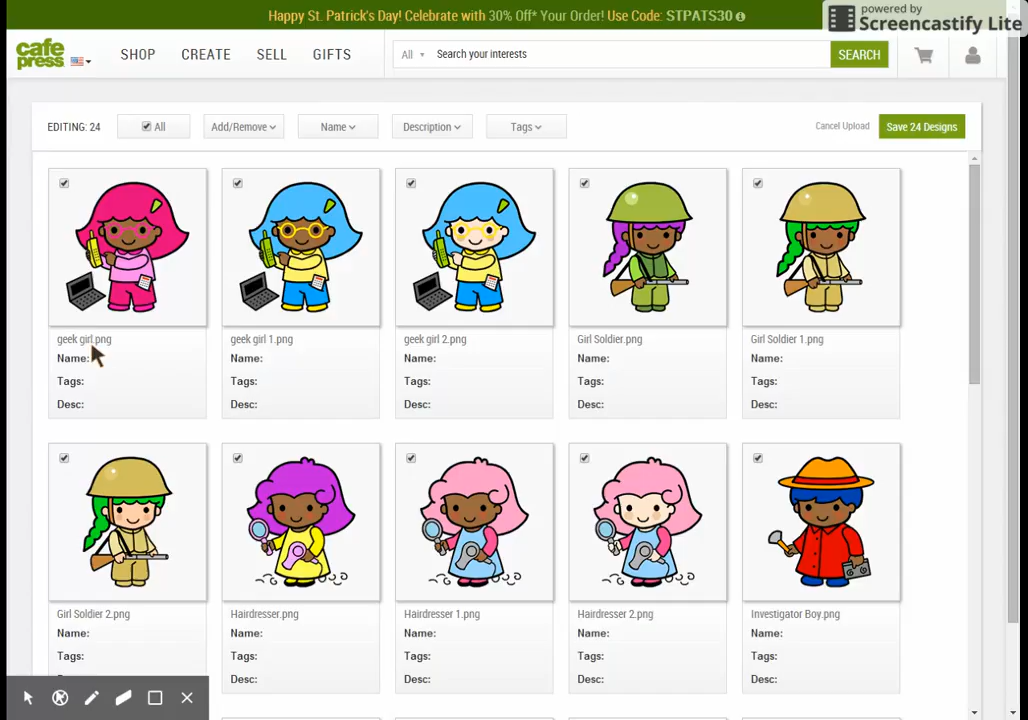 Happy St. Patrick's Day! Celebrate with 30% Off* Your Order! Use Code: STPATS30
powered by
Screencastify Lite
cafe press
SHOP CREATE SELL GIFTS All Search your interests SEARCH
EDITING: 24 All Add/Remove Name Description Tags Cancel Upload Save 24 Designs
geek girl.png geek girl 1.png geek girl 2.png Girl Soldier.png Girl Soldier 1.png
Name: Name: Name: Name: Name:
Tags: Tags: Tags: Tags: Tags:
Desc: Desc: Desc: Desc: Desc:
Girl Soldier 2.png Hairdresser.png Hairdresser 1.png Hairdresser 2.png Investigator Boy.png
Name: Name: Name: Name: Name:
Tags: Tags: Tags: Tags: Tags:
Desc: Desc: Desc: Desc: